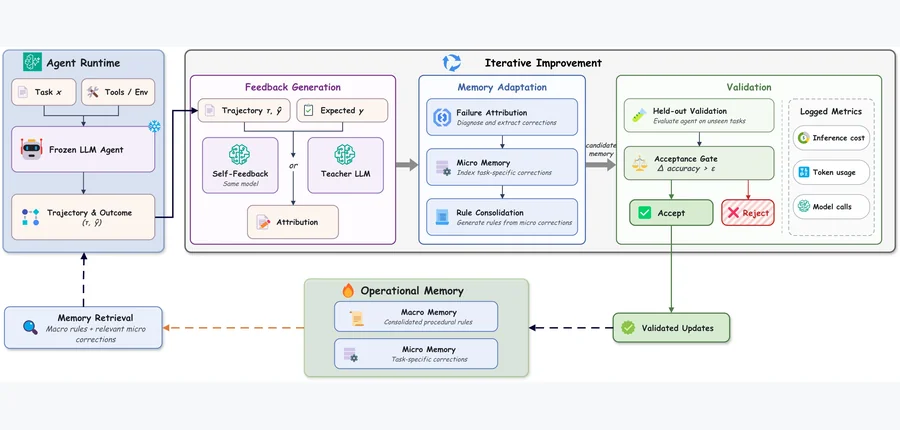 Agent Runtime
Task x
Tools / Env
Frozen LLM Agent
Trajectory & Outcome
(τ, ŷ)
Iterative Improvement
Feedback Generation
Trajectory τ, ŷ
Expected y
Self-Feedback
Same model
or
Teacher LLM
Attribution
Memory Adaptation
Failure Attribution
Diagnose and extract corrections
Micro Memory
Index task-specific corrections
Rule Consolidation
Generate rules from micro corrections
candidate
memory
Validation
Held-out Validation
Evaluate agent on unseen tasks
Acceptance Gate
Δ accuracy > ε
Accept
Reject
Logged Metrics
Inference cost
Token usage
Model calls
Memory Retrieval
Macro rules + relevant micro
corrections
Operational Memory
Macro Memory
Consolidated procedural rules
Micro Memory
Task-specific corrections
Validated Updates